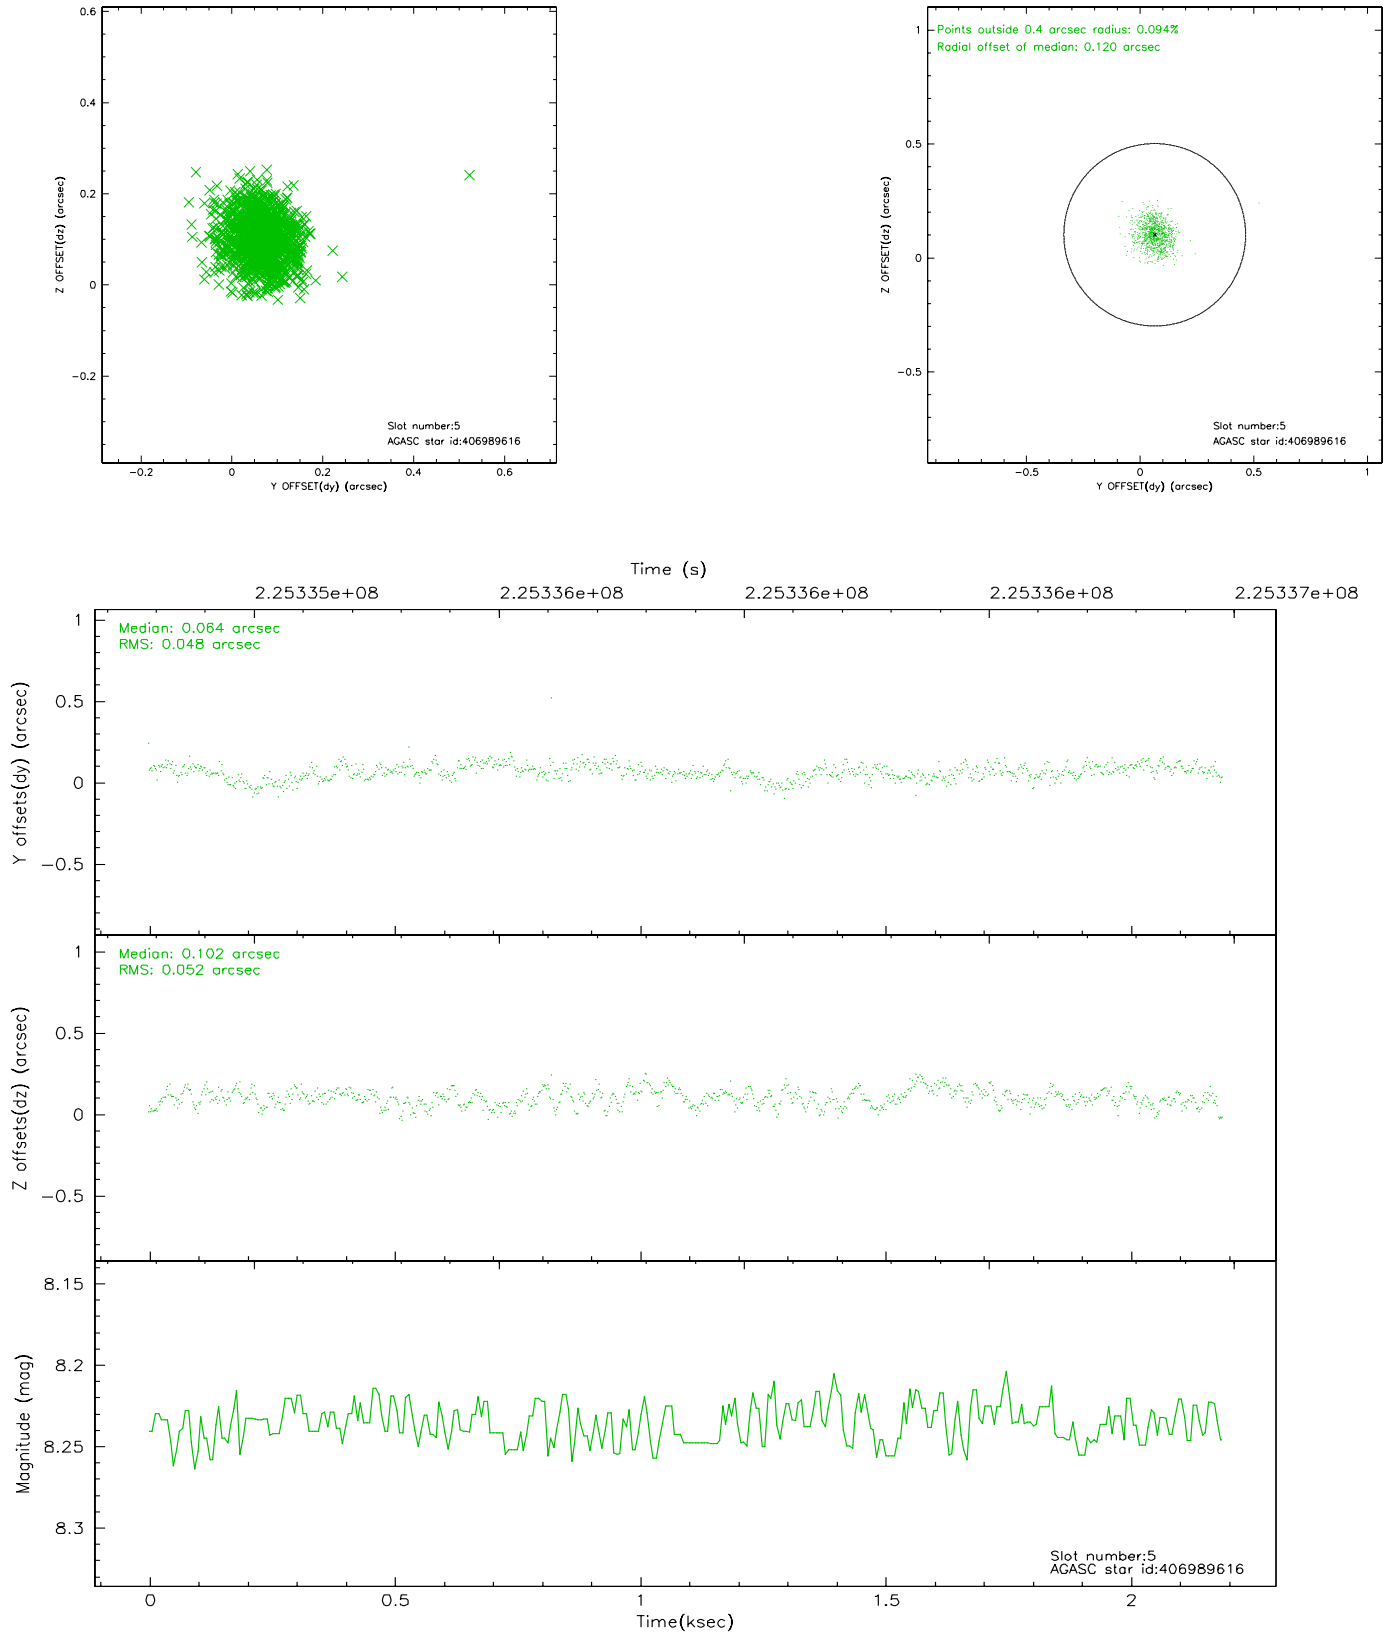 0.6
0.4
0.2
0
−0.2
Z OFFSET(dz) (arcsec)
−0.2 0 0.2 0.4 0.6
Y OFFSET(dy) (arcsec)
Slot number:5
AGASC star id:406989616
Points outside 0.4 arcsec radius: 0.094%
Radial offset of median: 0.120 arcsec
1
0.5
0
−0.5
Z OFFSET(dz) (arcsec)
−0.5 0 0.5 1
Y OFFSET(dy) (arcsec)
Slot number:5
AGASC star id:406989616
Time (s)
2.25335e+08 2.25336e+08 2.25336e+08 2.25336e+08 2.25337e+08
Median: 0.064 arcsec
RMS: 0.048 arcsec
1
0.5
0
−0.5
Y offsets(dy) (arcsec)
Median: 0.102 arcsec
RMS: 0.052 arcsec
1
0.5
0
−0.5
Z offsets(dz) (arcsec)
8.15
8.2
8.25
8.3
Magnitude (mag)
Slot number:5
AGASC star id:406989616
0 0.5 1 1.5 2
Time(ksec)